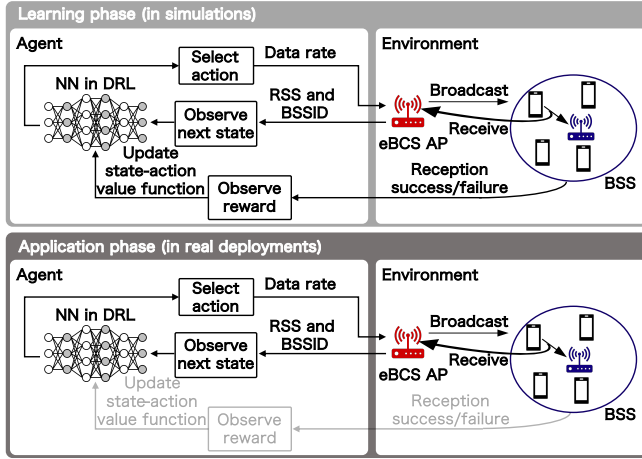 Learning phase (in simulations)
Agent
Environment
Select
action
Data rate
NN in DRL
Broadcast
RSS and
BSSID
Observe
next state
Receive
eBCS AP
Update
state-action
value function
Observe
reward
Reception
success/failure
BSS
Application phase (in real deployments)
Agent
Environment
Select
action
Data rate
NN in DRL
Broadcast
RSS and
BSSID
Observe
next state
Receive
eBCS AP
Update
state-action
value function
Observe
reward
Reception
success/failure
BSS